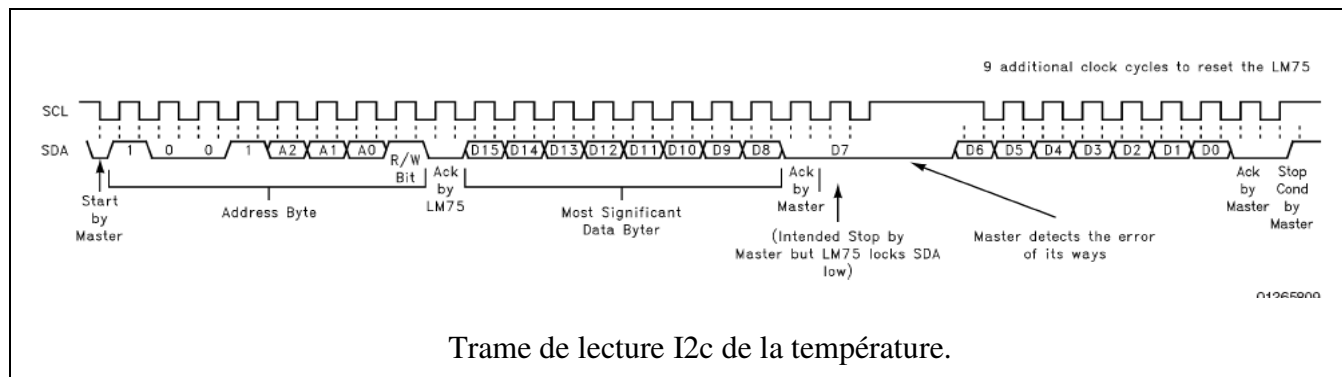 9 additional clock cycles to reset the LM75
SCL
SDA
1 0 0 1 A2 A1 A0 R/W Bit D15 D14 D13 D12 D11 D10 D9 D8 D7 D6 D5 D4 D3 D2 D1 D0
Start
by
Master
Address Byte
Ack
by
LM75
Most Significant
Data Byter
Ack
by
Master
(Intended Stop by
Master but LM75 locks SDA
low)
Master detects the error
of its ways
Ack
by
Master
Stop
Cond
by
Master
Trame de lecture I2c de la température.